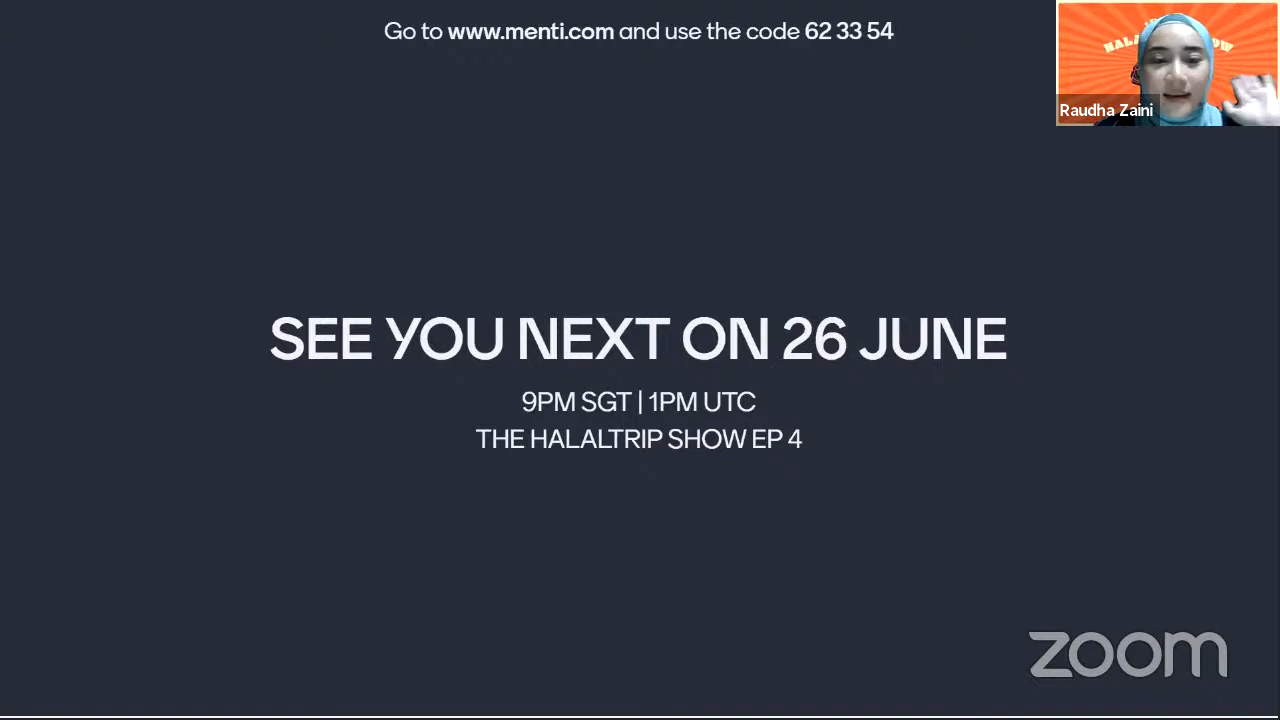 Go to www.menti.com and use the code 62 33 54
Raudha Zaini
SEE YOU NEXT ON 26 JUNE
9PM SGT | 1PM UTC
THE HALALTRIP SHOW EP 4
zoom